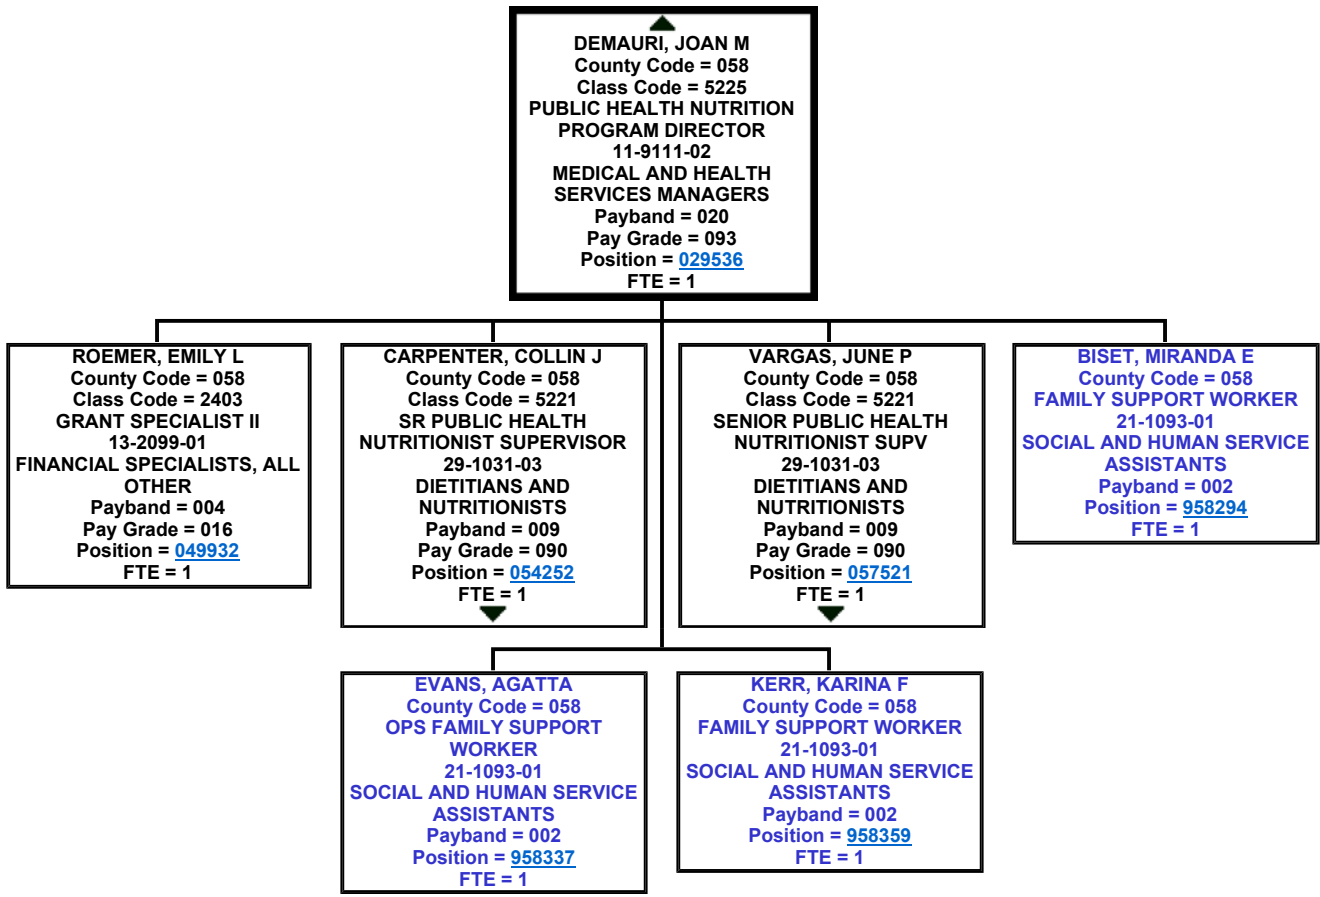 DEMAURI, JOAN M
County Code = 058
Class Code = 5225
PUBLIC HEALTH NUTRITION
PROGRAM DIRECTOR
11-9111-02
MEDICAL AND HEALTH
SERVICES MANAGERS
Payband = 020
Pay Grade = 093
Position = 029536
FTE = 1
ROEMER, EMILY L
County Code = 058
Class Code = 2403
GRANT SPECIALIST II
13-2099-01
FINANCIAL SPECIALISTS, ALL
OTHER
Payband = 004
Pay Grade = 016
Position = 049932
FTE = 1
CARPENTER, COLLIN J
County Code = 058
Class Code = 5221
SR PUBLIC HEALTH
NUTRITIONIST SUPERVISOR
29-1031-03
DIETITIANS AND
NUTRITIONISTS
Payband = 009
Pay Grade = 090
Position = 054252
FTE = 1
VARGAS, JUNE P
County Code = 058
Class Code = 5221
SENIOR PUBLIC HEALTH
NUTRITIONIST SUPV
29-1031-03
DIETITIANS AND
NUTRITIONISTS
Payband = 009
Pay Grade = 090
Position = 057521
FTE = 1
BISET, MIRANDA E
County Code = 058
FAMILY SUPPORT WORKER
21-1093-01
SOCIAL AND HUMAN SERVICE
ASSISTANTS
Payband = 002
Position = 958294
FTE = 1
EVANS, AGATTA
County Code = 058
OPS FAMILY SUPPORT
WORKER
21-1093-01
SOCIAL AND HUMAN SERVICE
ASSISTANTS
Payband = 002
Position = 958337
FTE = 1
KERR, KARINA F
County Code = 058
FAMILY SUPPORT WORKER
21-1093-01
SOCIAL AND HUMAN SERVICE
ASSISTANTS
Payband = 002
Position = 958359
FTE = 1